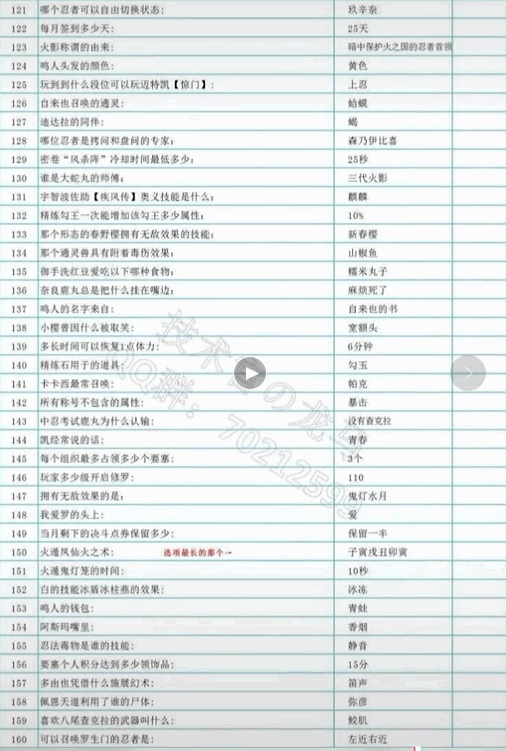 121 哪个忍者可以自由切换状态: 玖辛奈
122 每月签到多少天: 25天
123 火影称谓的由来: 暗中保护火之国的忍者首领
124 鸣人头发的颜色: 黄色
125 玩到到什么段位可以玩迈特凯【惊门】: 上忍
126 自来也召唤的通灵: 蛤蟆
127 迪达拉的同伴: 蝎
128 哪位忍者是拷问和盘问的专家: 森乃伊比喜
129 密卷“风杀阵”冷却时间最低多少: 25秒
130 谁是大蛇丸的师傅: 三代火影
131 宇智波佐助【疾风传】奥义技能是什么: 麒麟
132 精炼勾玉一次能增加该勾玉多少属性: 10%
133 那个形态的春野樱拥有无敌效果的技能: 新春樱
134 那个通灵兽具有附着毒伤效果: 山椒鱼
135 御手洗红豆爱吃以下哪种食物: 糯米丸子
136 奈良鹿丸总是把什么挂在嘴边: 麻烦死了
137 鸣人的名字来自: 自来也的书
138 小樱曾因什么被取笑: 宽额头
139 多长时间可以恢复1点体力: 6分钟
140 精炼石用于的道具: 勾玉
141 卡卡西最常召唤: 帕克
142 所有称号不包含的属性: 暴击
143 中忍考试鹿丸为什么认输: 没有查克拉
144 凯经常说的话: 青春
145 每个组织最多占领多少个要塞: 3个
146 玩家多少级开启修罗: 110
147 拥有无敌效果的是: 鬼灯水月
148 我爱罗的头上: 爱
149 当月剩下的决斗点券保留多少: 保留一半
150 火遁凤仙火之术: 选项最长的那个一 子寅戌丑卯寅
151 火遁鬼灯笼的时间: 10秒
152 白的技能冰盾冰柱燕的效果: 冰冻
153 鸣人的钱包: 青蛙
154 阿斯玛嘴里: 香烟
155 忍法毒物是谁的技能: 静音
156 要塞个人积分达到多少领饰品: 15分
157 多由也凭借什么施展幻术: 笛声
158 佩恩天道利用了谁的尸体: 弥彦
159 喜欢八尾查克拉的武器叫什么: 鲛肌
160 可以召唤罗生门的忍者是: 左近右近
QQ群: 70212599